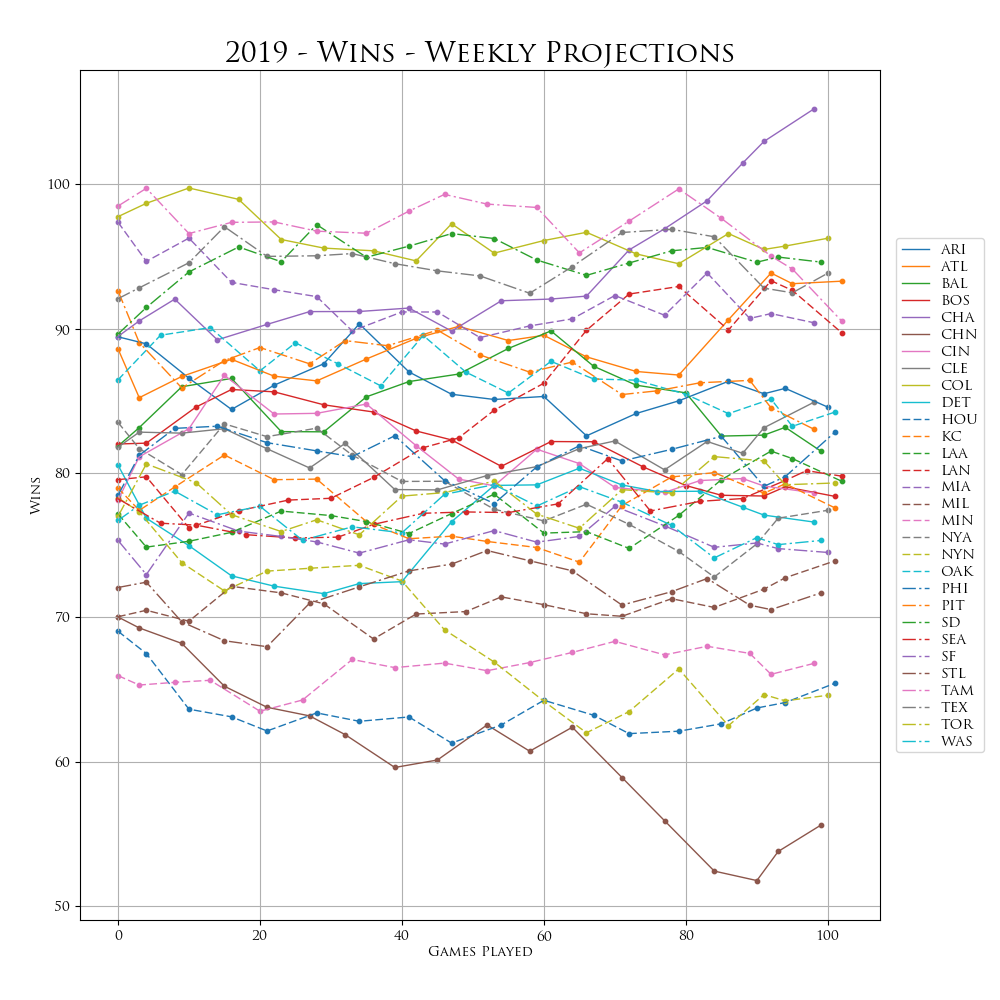 2019 - Wins - Weekly Projections
100
90
80
70
60
50
Wins
0 20 40 60 80 100
Games Played
ARI
ATL
BAL
BOS
CHA
CHN
CIN
CLE
COL
DET
HOU
KC
LAA
LAN
MIA
MIL
MIN
NYA
NYN
OAK
PHI
PIT
SD
SEA
SF
STL
TAM
TEX
TOR
WAS